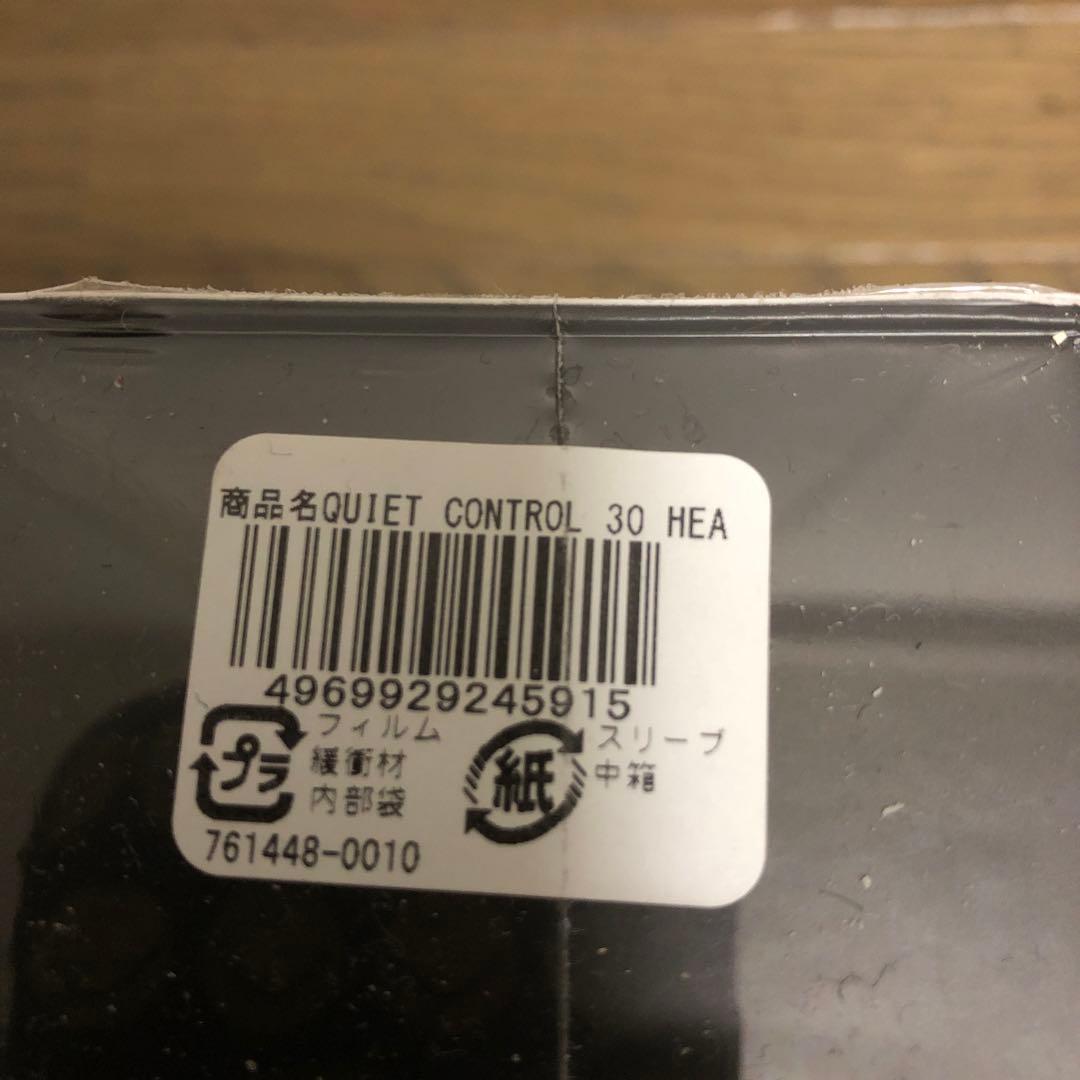 商品名QUIET CONTROL 30 HEA
4969929245915
プラ
フィルム
緩衝材
内部袋
紙
スリーブ
中箱
761448-0010